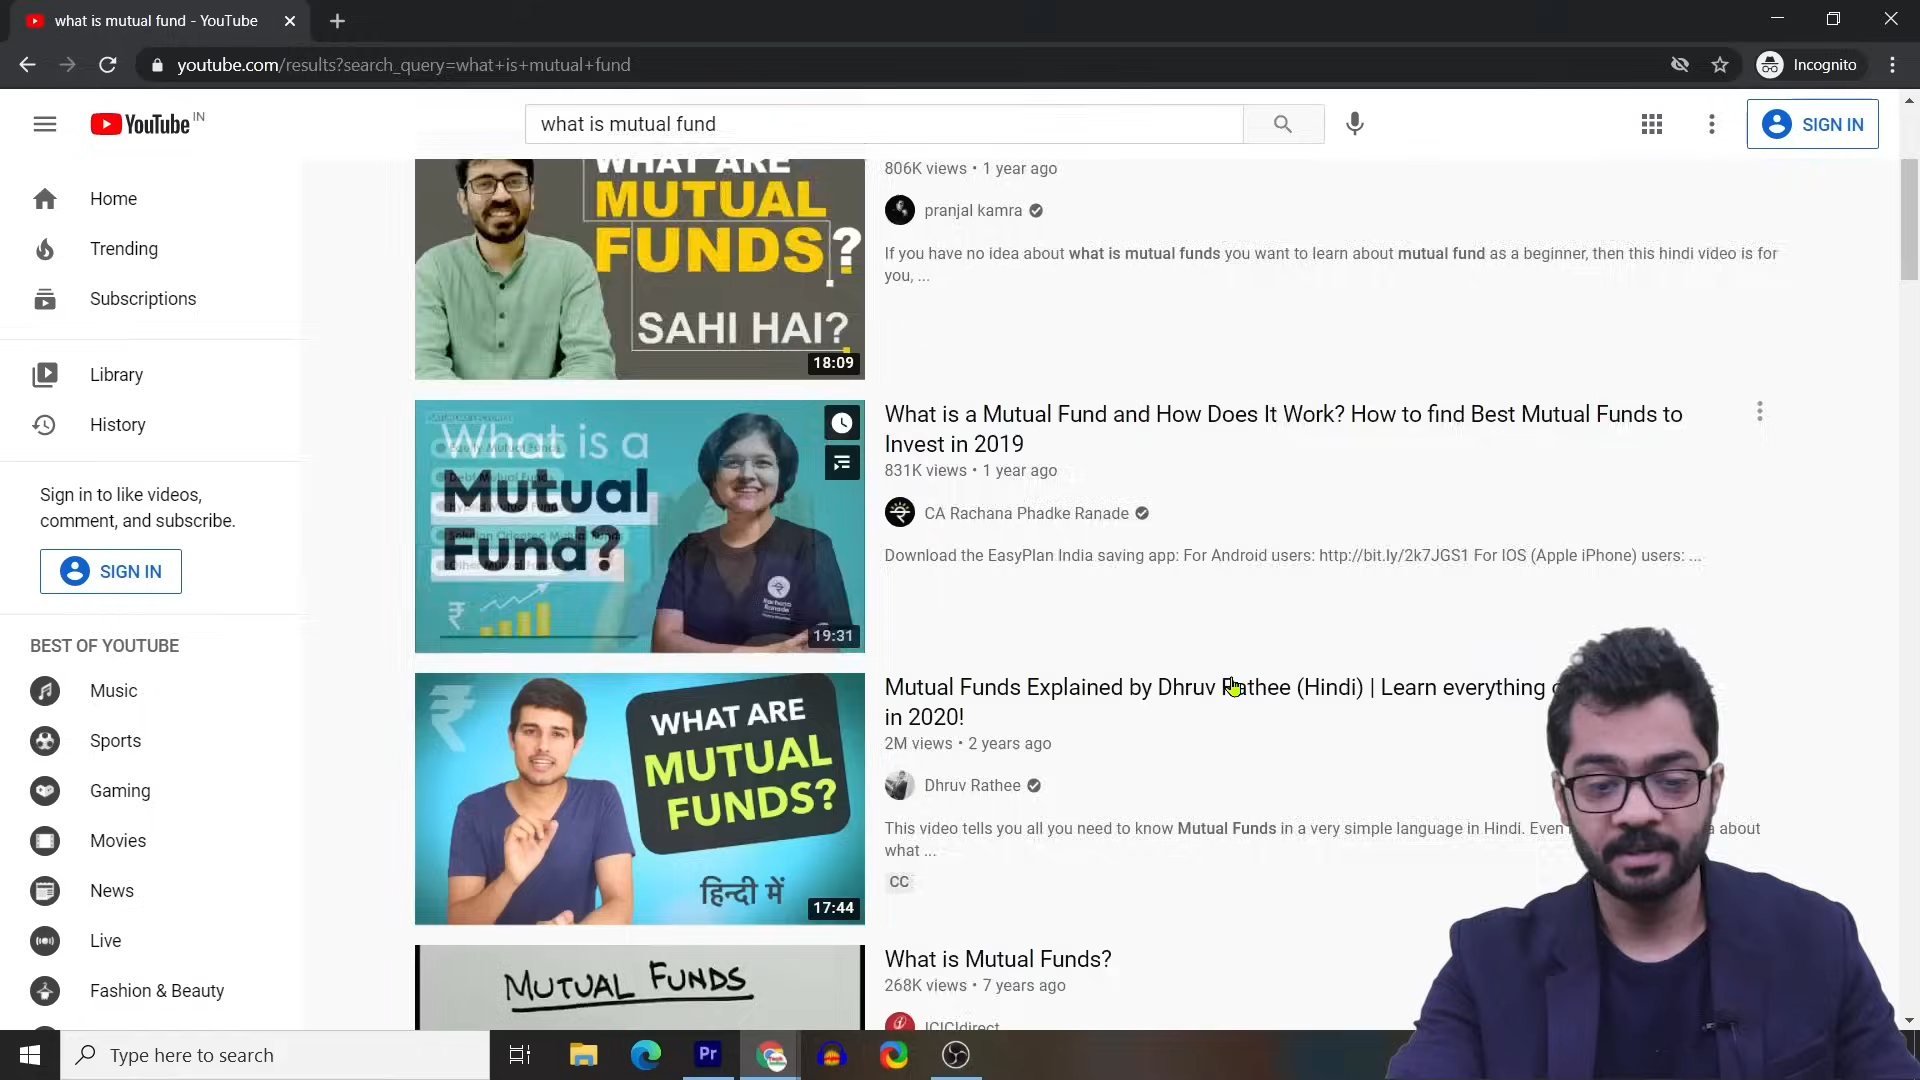 what is mutual fund - YouTube
youtube.com/results?search_query=what+is+mutual+fund
Incognito
YouTube IN
what is mutual fund
SIGN IN
Home
Trending
Subscriptions
Library
History
Sign in to like videos,
comment, and subscribe.
SIGN IN
BEST OF YOUTUBE
Music
Sports
Gaming
Movies
News
Live
Fashion & Beauty
WHAT ARE
MUTUAL
FUNDS?
SAHI HAI?
18:09
806K views • 1 year ago
pranjal kamra
If you have no idea about what is mutual funds you want to learn about mutual fund as a beginner, then this hindi video is for
you, ...
What is a
Mutual
Fund?
19:31
What is a Mutual Fund and How Does It Work? How to find Best Mutual Funds to
Invest in 2019
831K views • 1 year ago
CA Rachana Phadke Ranade
Download the EasyPlan India saving app: For Android users: http://bit.ly/2k7JGS1 For IOS (Apple iPhone) users: ...
WHAT ARE
MUTUAL
FUNDS?
हिन्दी में
17:44
Mutual Funds Explained by Dhruv Rathee (Hindi) | Learn everything
in 2020!
2M views • 2 years ago
Dhruv Rathee
This video tells you all you need to know Mutual Funds in a very simple language in Hindi. Even about
what ...
CC
MUTUAL FUNDS
What is Mutual Funds?
268K views • 7 years ago
ICICIdirect
Type here to search
Pr